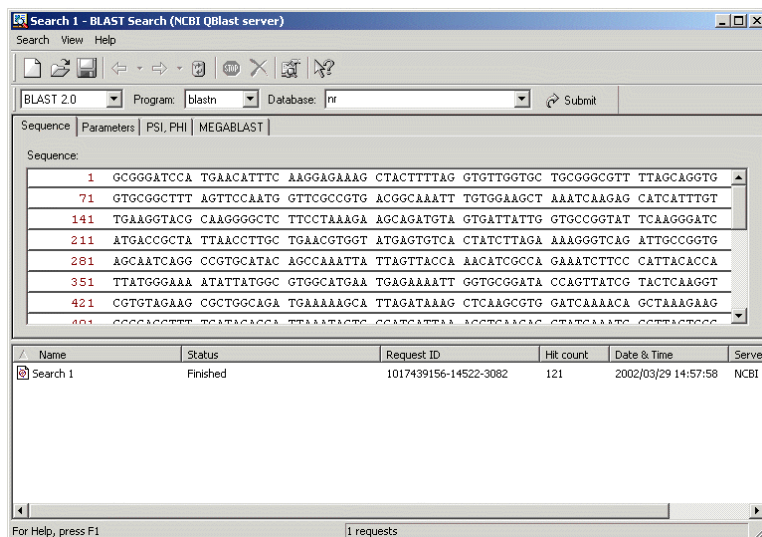 Search 1 - BLAST Search (NCBI QBlast server)
Search View Help
STOP
BLAST 2.0 Program: blastn Database: nr Submit
Sequence Parameters PSI, PHI MEGABLAST
Sequence:
1 GCGGGATCCA TGAACATTTC AAGGAGAAAG CTACTTTTAG GTGTTGGTGC TGCGGGCGTT TTAGCAGGTG
71 GTGCGGCTTT AGTTCCAATG GTTCGCCGTG ACGGCAAATT TGTGGAAGCT AAATCAAGAG CATCATTTGT
141 TGAAGGTACG CAAGGGGCTC TTCCTAAAGA AGCAGATGTA GTGATTATTG GTGCCGGTAT TCAAGGGATC
211 ATGACCGCTA TTAACCTTGC TGAACGTGGT ATGAGTGTCA CTATCTTAGA AAAGGGTCAG ATTGCCGGTG
281 AGCAATCAGG CCGTGCATAC AGCCAAATTA TTAGTTACCA AACATCGCCA GAAATCTTCC CATTACACCA
351 TTATGGGAAA ATATTATGGC GTGGCATGAA TGAGAAAATT GGTGCGGATA CCAGTTATCG TACTCAAGGT
421 CGTGTAGAAG CGCTGGCAGA TGAAAAAGCA TTAGATAAAG CTCAAGCGTG GATCAAAACA GCTAAAGAAG
Name Status Request ID Hit count Date & Time Serve
Search 1 Finished 1017439156-14522-3082 121 2002/03/29 14:57:58 NCBI
For Help, press F1 1 requests